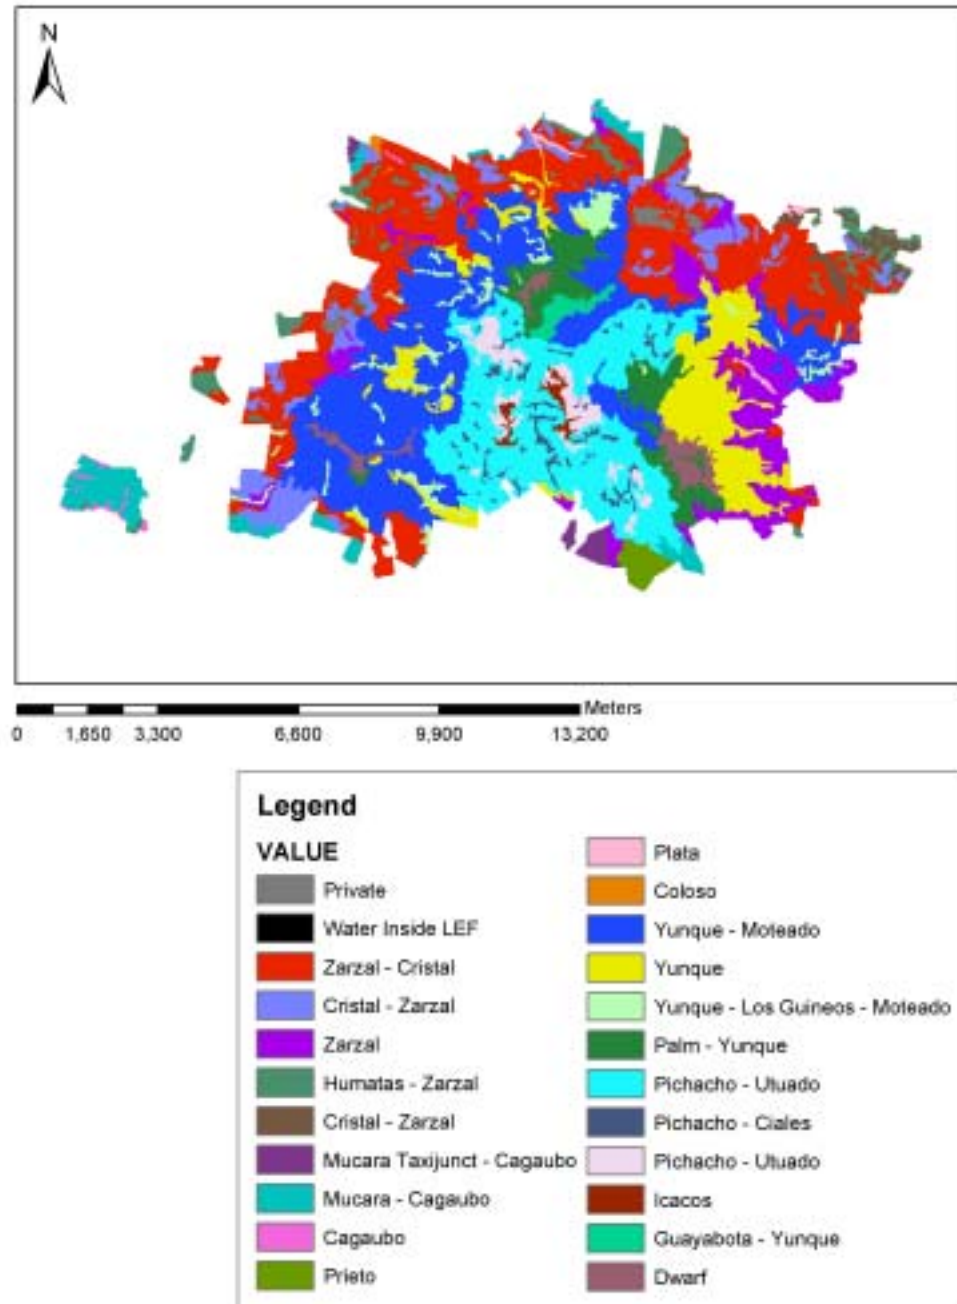 N
Meters
0 1,650 3,300 6,600 9,900 13,200
Legend
VALUE
Private
Water Inside LEF
Zarzal - Cristal
Cristal - Zarzal
Zarzal
Humatas - Zarzal
Cristal - Zarzal
Mucara Taxijunct - Cagaubo
Mucara - Cagaubo
Cagaubo
Prieto
Plata
Coloso
Yunque - Moteado
Yunque
Yunque - Los Guineos - Moteado
Palm - Yunque
Pichacho - Utuado
Pichacho - Ciales
Pichacho - Utuado
Icacos
Guayabota - Yunque
Dwarf